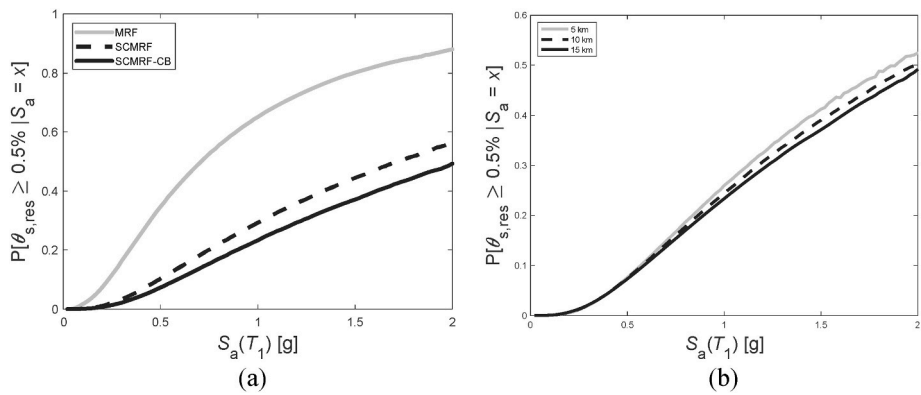 MRF
SCMRF
SCMRF-CB
P[θs,res ≥ 0.5% | Sa = x]
1
0.8
0.6
0.4
0.2
0
0 0.5 1 1.5 2
Sa(T1) [g]
(a)
5 km
10 km
15 km
P[θs,res ≥ 0.5% | Sa = x]
0.6
0.5
0.4
0.3
0.2
0.1
0.0
0 0.5 1.0 1.5 2
Sa(T1) [g]
(b)